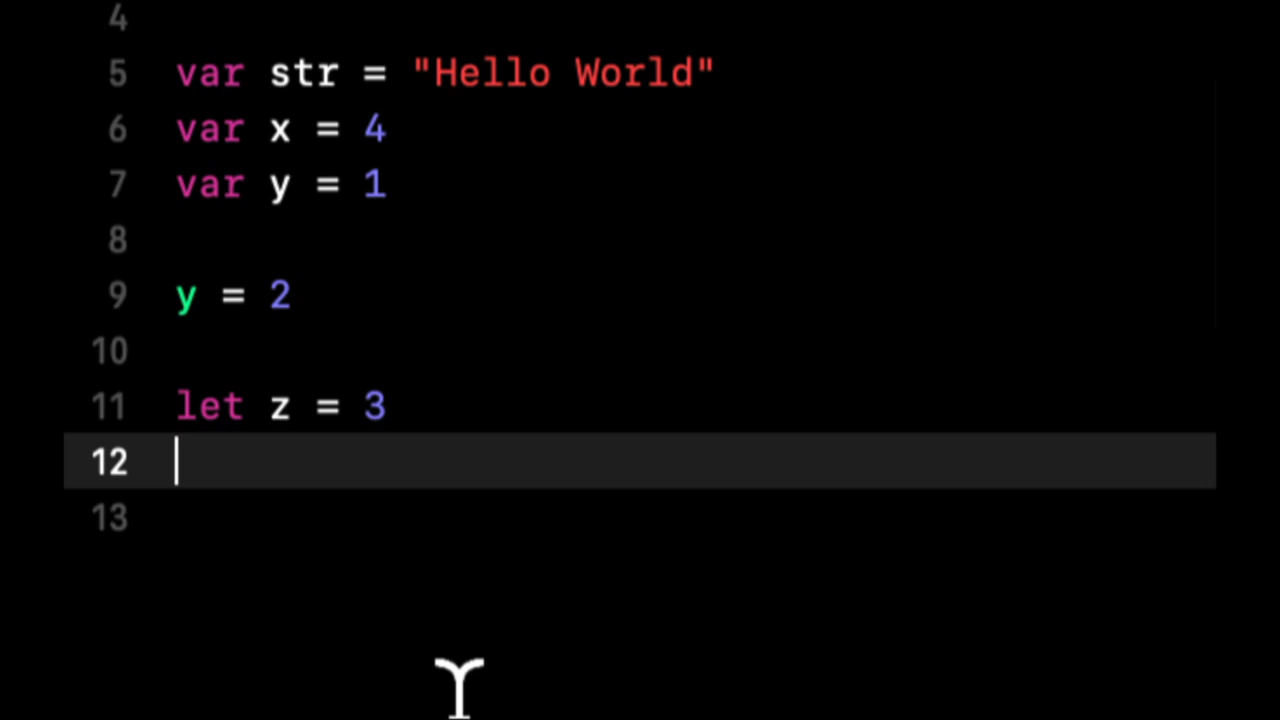 4
5 var str = "Hello World"
6 var x = 4
7 var y = 1
8
9 y = 2
10
11 let z = 3
12
13